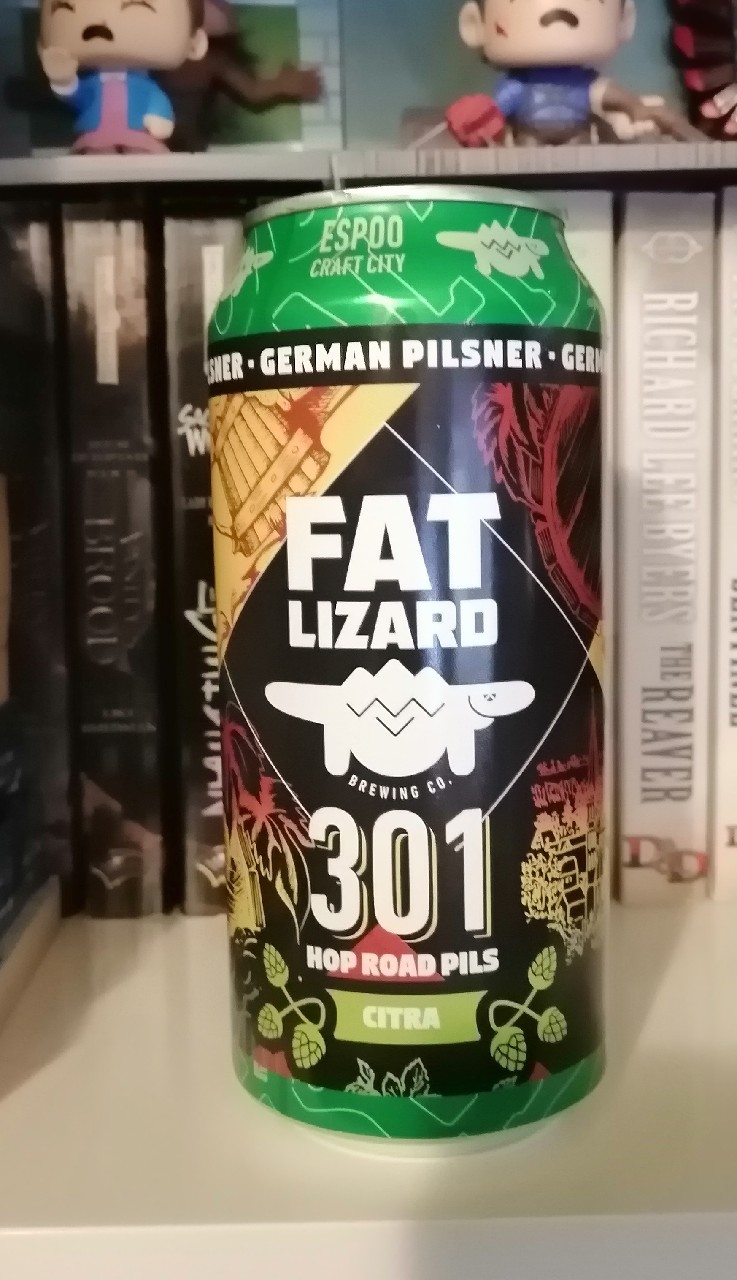 ESPOO
CRAFT CITY
SNER · GERMAN PILSNER · GERM
FAT
LIZARD
BREWING CO.
301
HOP ROAD PILS
CITRA
BROOD
RICHARD LEE BYERS
THE REAVER
D&D